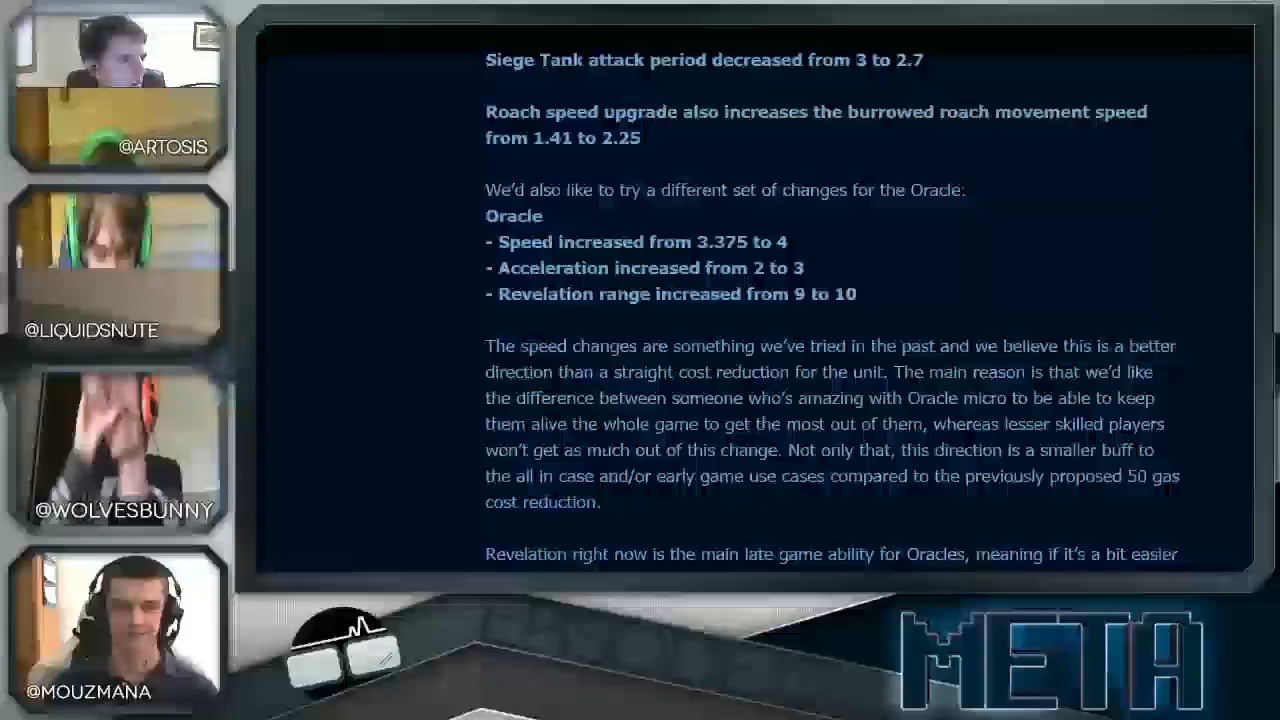 @ARTOSIS
@LIQUIDSNUTE
@WOLVESBUNNY
@MOUZMANA
Siege Tank attack period decreased from 3 to 2.7
Roach speed upgrade also increases the burrowed roach movement speed
from 1.41 to 2.25
We'd also like to try a different set of changes for the Oracle:
Oracle
- Speed increased from 3.375 to 4
- Acceleration increased from 2 to 3
- Revelation range increased from 9 to 10
The speed changes are something we've tried in the past and we believe this is a better
direction than a straight cost reduction for the unit. The main reason is that we'd like
the difference between someone who's amazing with Oracle micro to be able to keep
them alive the whole game to get the most out of them, whereas lesser skilled players
won't get as much out of this change. Not only that, this direction is a smaller buff to
the all in case and/or early game use cases compared to the previously proposed 50 gas
cost reduction.
Revelation right now is the main late game ability for Oracles, meaning if it's a bit easier
META